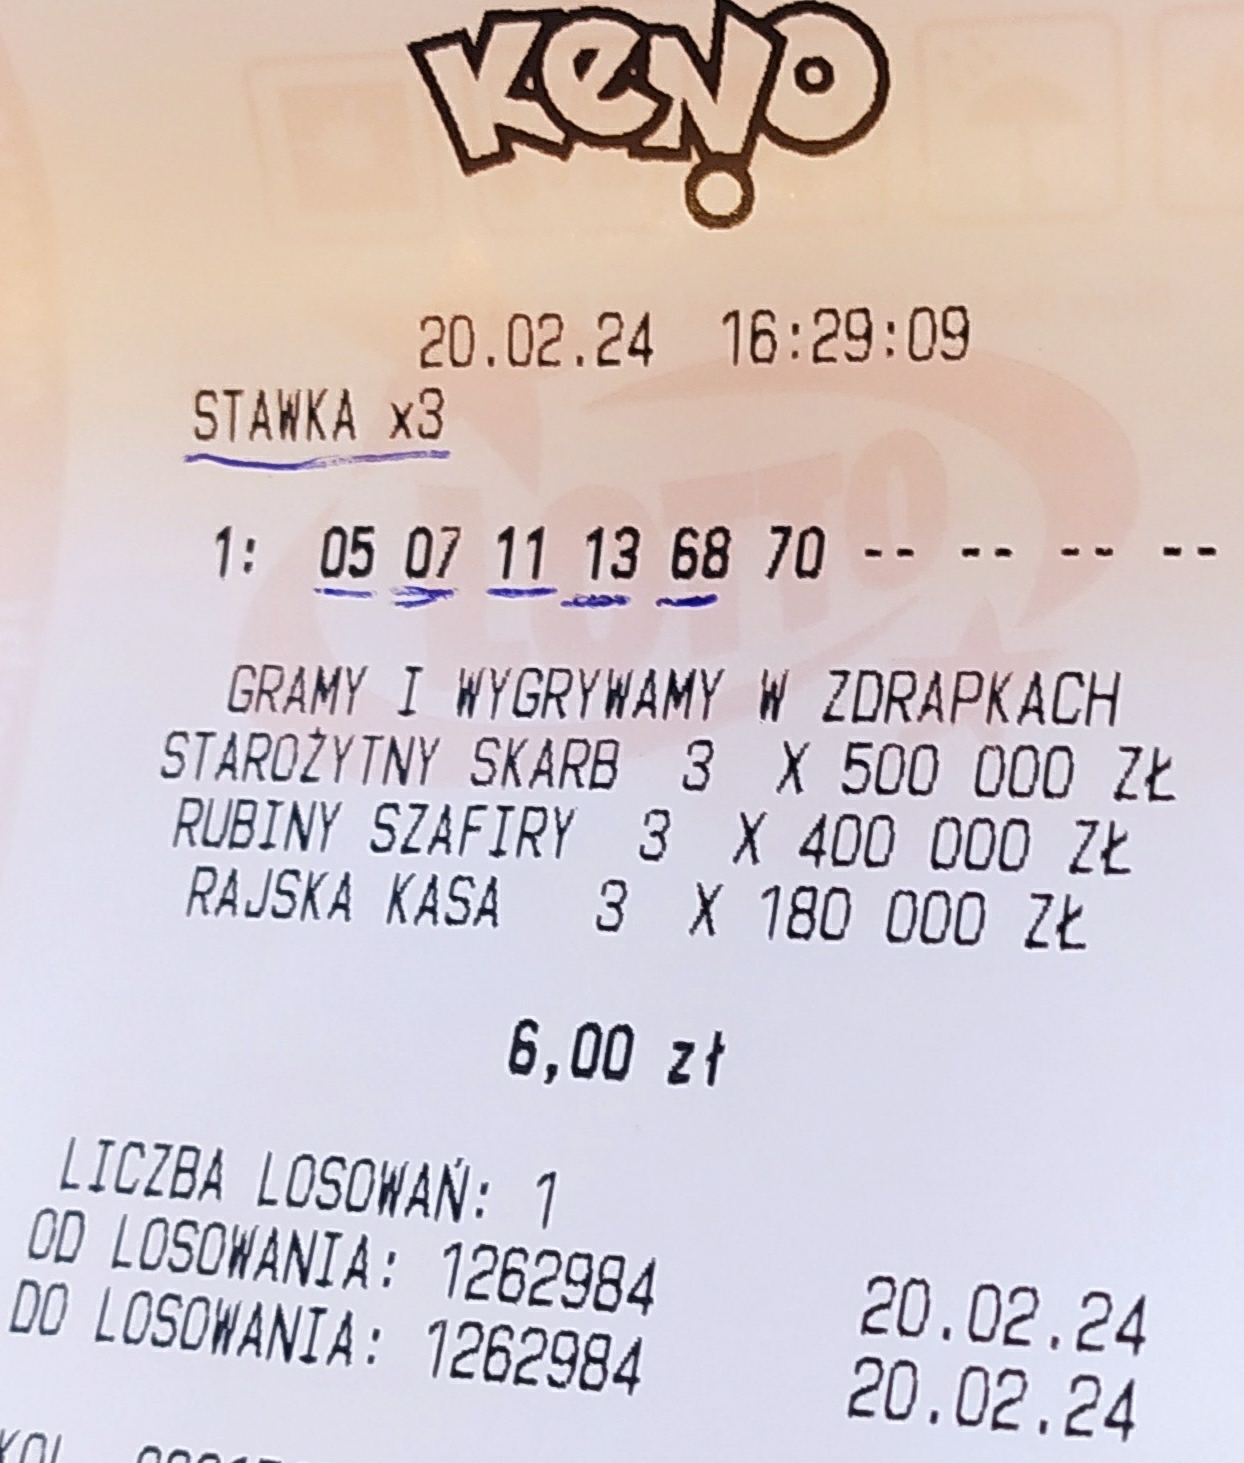 KeNO
20.02.24 16:29:09
STAWKA x3
1: 05 07 11 13 68 70 -- -- -- --
LOTTO
GRAMY I WYGRYWAMY W ZDRAPKACH
STAROŻYTNY SKARB 3 X 500 000 ZŁ
RUBINY SZAFIRY 3 X 400 000 ZŁ
RAJSKA KASA 3 X 180 000 ZŁ
6,00 zł
LICZBA LOSOWAŃ: 1
OD LOSOWANIA: 1262984 20.02.24
DO LOSOWANIA: 1262984 20.02.24